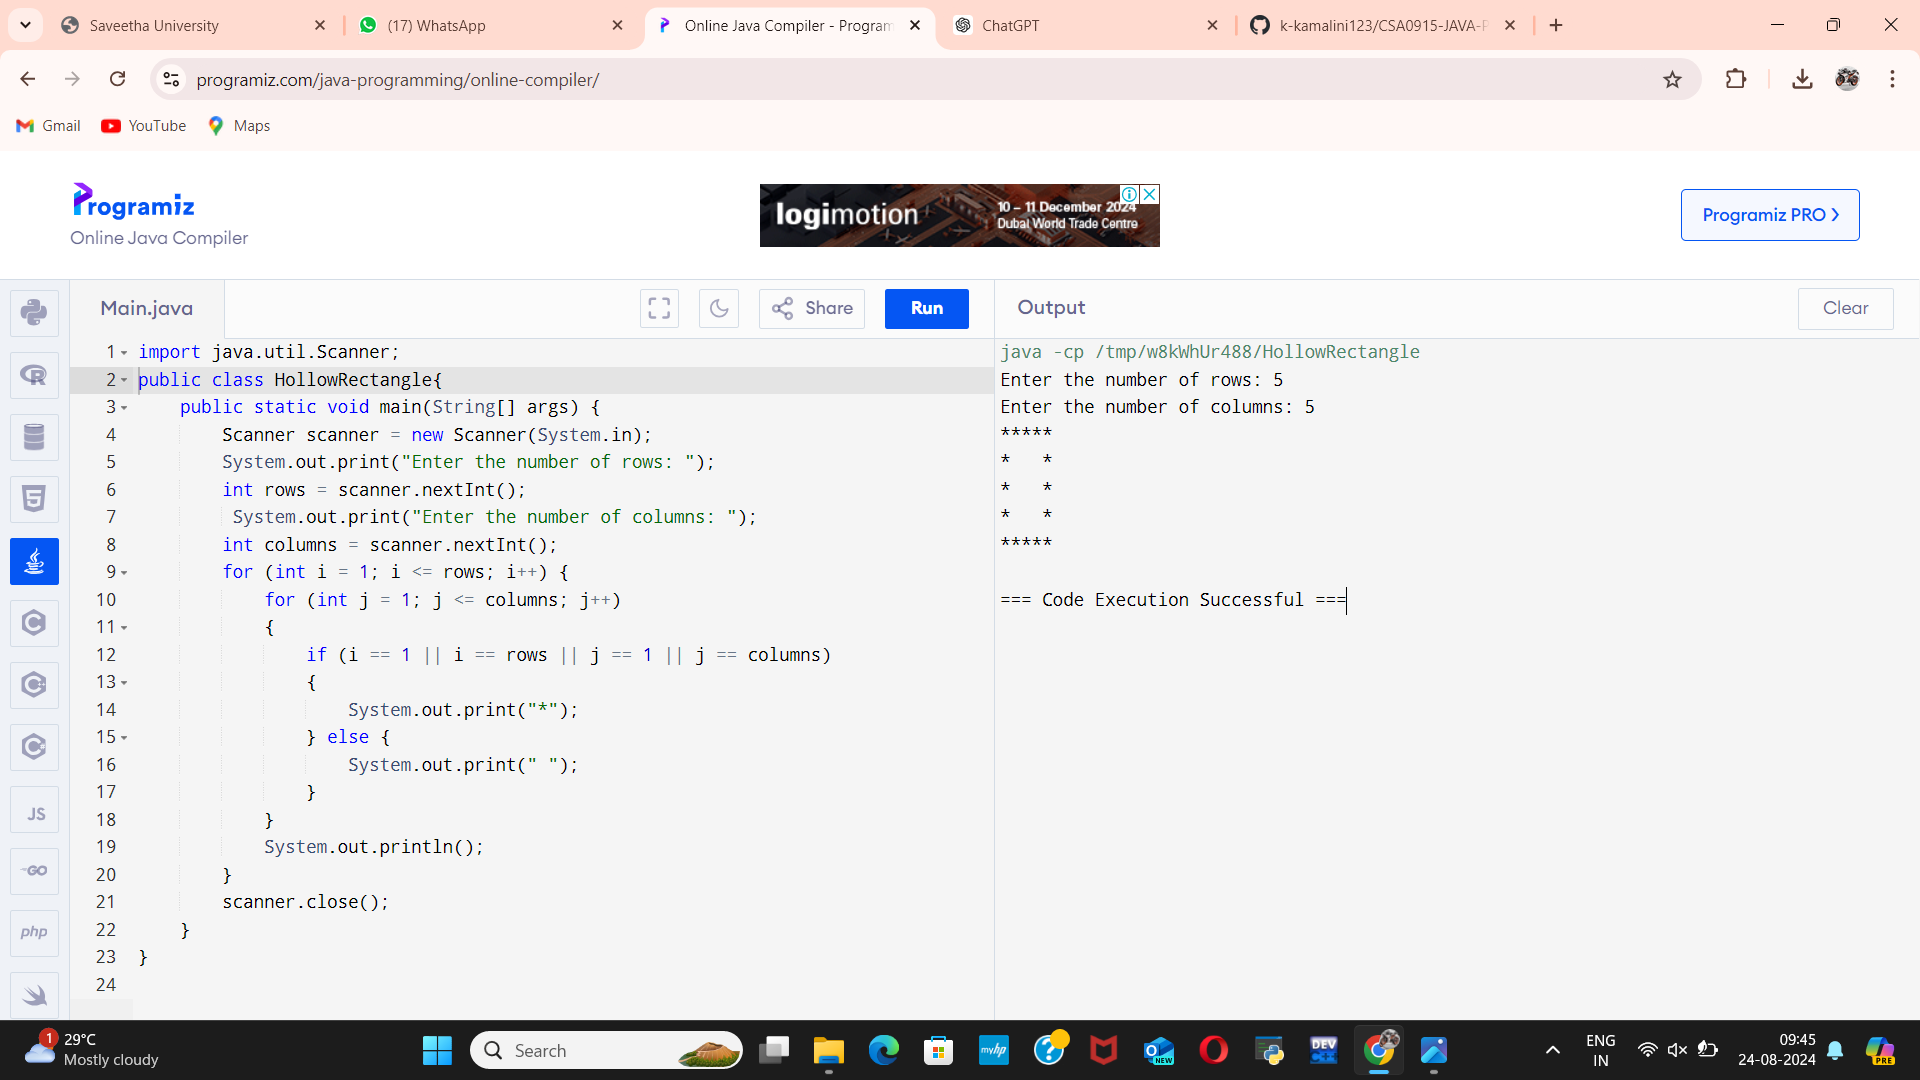 Saveetha University
(17) WhatsApp
Online Java Compiler - Program
ChatGPT
k-kamalini123/CSA0915-JAVA-P
programiz.com/java-programming/online-compiler/
Gmail
YouTube
Maps
Programiz
Online Java Compiler
logimotion
10 – 11 December 2024
Dubai World Trade Centre
Programiz PRO
Main.java
Share
Run
Output
Clear
1 import java.util.Scanner;
2 public class HollowRectangle{
3     public static void main(String[] args) {
4         Scanner scanner = new Scanner(System.in);
5         System.out.print("Enter the number of rows: ");
6         int rows = scanner.nextInt();
7          System.out.print("Enter the number of columns: ");
8         int columns = scanner.nextInt();
9         for (int i = 1; i <= rows; i++) {
10             for (int j = 1; j <= columns; j++)
11             {
12                 if (i == 1 || i == rows || j == 1 || j == columns)
13                 {
14                     System.out.print("*");
15                 } else {
16                     System.out.print(" ");
17                 }
18             }
19             System.out.println();
20         }
21         scanner.close();
22     }
23 }
24
java -cp /tmp/w8kWhUr488/HollowRectangle
Enter the number of rows: 5
Enter the number of columns: 5
*****
*   *
*   *
*   *
*****
=== Code Execution Successful ===
JS
GO
php
1
29°C
Mostly cloudy
Search
myhp
NEW
DEV
ENG
IN
09:45
24-08-2024
PRE